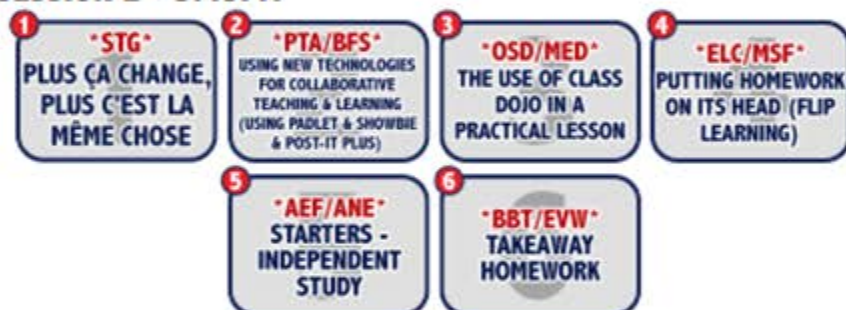 1
*STG*
PLUS ÇA CHANGE,
PLUS C'EST LA
MÊME CHOSE
2
*PTA/BFS*
USING NEW TECHNOLOGIES
FOR COLLABORATIVE
TEACHING & LEARNING
(USING PADLET & SHOWBIE
& POST-IT PLUS)
3
*OSD/MED*
THE USE OF CLASS
DOJO IN A
PRACTICAL LESSON
4
*ELC/MSF*
PUTTING HOMEWORK
ON ITS HEAD (FLIP
LEARNING)
5
*AEF/ANE*
STARTERS -
INDEPENDENT
STUDY
6
*BBT/EVW*
TAKEAWAY
HOMEWORK